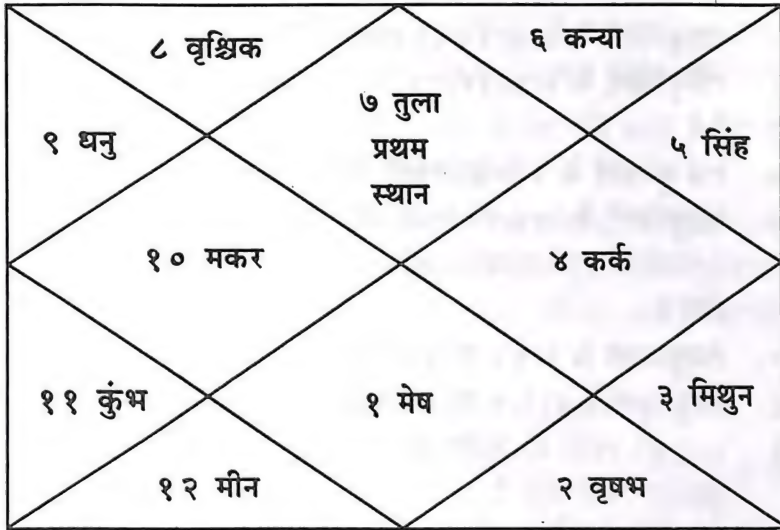 ८ वृश्चिक
६ कन्या
७ तुला
प्रथम
स्थान
९ धनु
५ सिंह
१० मकर
४ कर्क
११ कुंभ
१ मेष
३ मिथुन
१२ मीन
२ वृषभ